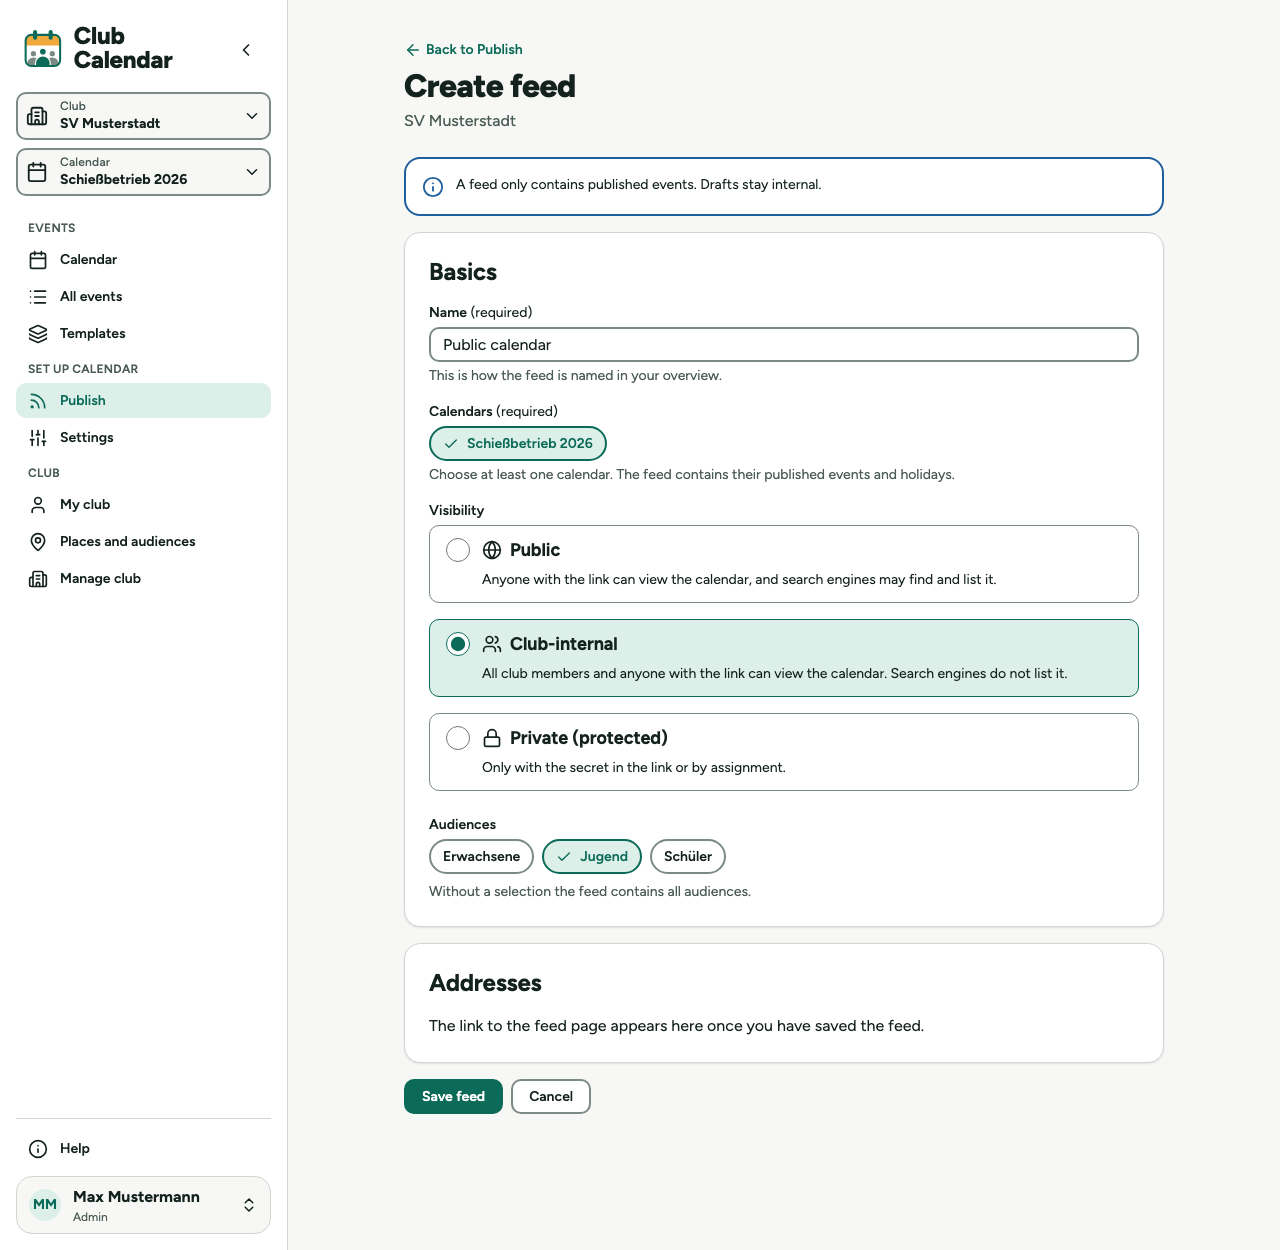 Club
Calendar
Club
SV Musterstadt
Calendar
Schießbetrieb 2026
EVENTS
Calendar
All events
Templates
SET UP CALENDAR
Publish
Settings
CLUB
My club
Places and audiences
Manage club
Help
MM
Max Mustermann
Admin
Back to Publish
Create feed
SV Musterstadt
A feed only contains published events. Drafts stay internal.
Basics
Name (required)
Public calendar
This is how the feed is named in your overview.
Calendars (required)
Schießbetrieb 2026
Choose at least one calendar. The feed contains their published events and holidays.
Visibility
Public
Anyone with the link can view the calendar, and search engines may find and list it.
Club-internal
All club members and anyone with the link can view the calendar. Search engines do not list it.
Private (protected)
Only with the secret in the link or by assignment.
Audiences
Erwachsene Jugend Schüler
Without a selection the feed contains all audiences.
Addresses
The link to the feed page appears here once you have saved the feed.
Save feed Cancel